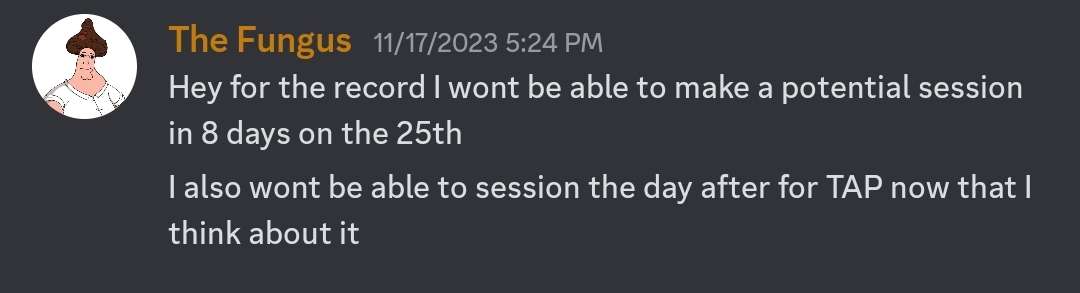 The Fungus 11/17/2023 5:24 PM
Hey for the record I wont be able to make a potential session
in 8 days on the 25th
I also wont be able to session the day after for TAP now that I
think about it